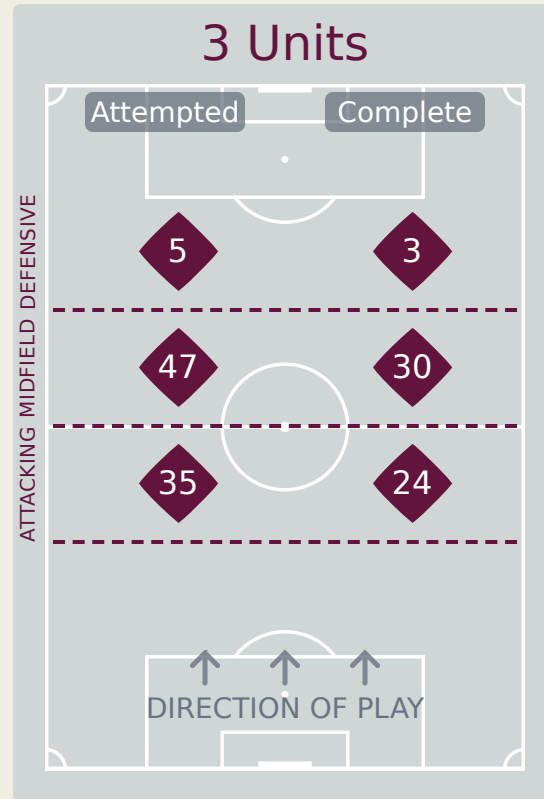 3 Units
Attempted Complete
ATTACKING MIDFIELD DEFENSIVE
5 3
47 30
35 24
DIRECTION OF PLAY